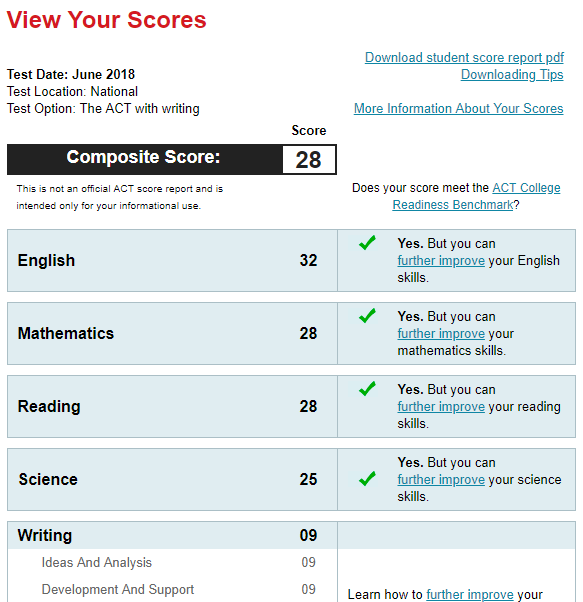 View Your Scores
Download student score report pdf
Test Date: June 2018
Downloading Tips
Test Location: National
Test Option: The ACT with writing
More Information About Your Scores
Score
Composite Score: 28
This is not an official ACT score report and is
intended only for your informational use.
Does your score meet the ACT College
Readiness Benchmark?
English 32
Yes. But you can
further improve your English
skills.
Mathematics 28
Yes. But you can
further improve your
mathematics skills.
Reading 28
Yes. But you can
further improve your reading
skills.
Science 25
Yes. But you can
further improve your science
skills.
Writing 09
Ideas And Analysis 09
Development And Support 09
Learn how to further improve your